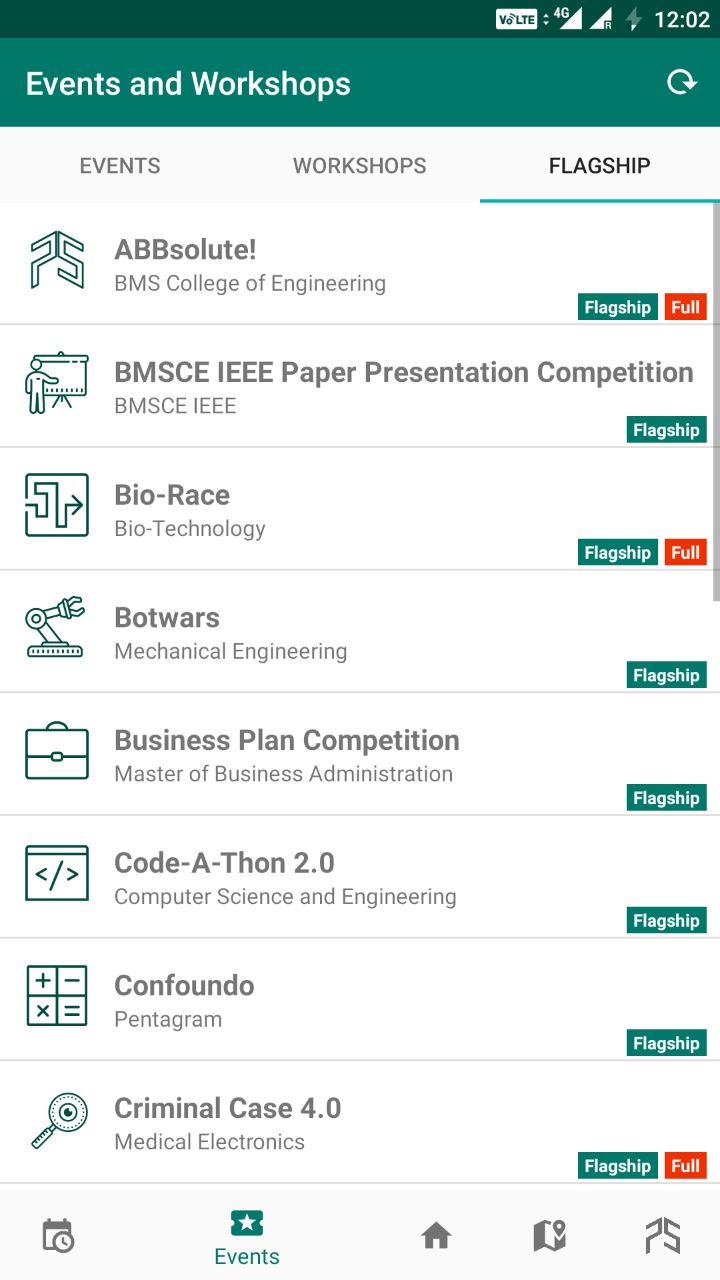 VoLTE 4G R 12:02
Events and Workshops
EVENTS WORKSHOPS FLAGSHIP
ABBsolute!
BMS College of Engineering
Flagship Full
BMSCE IEEE Paper Presentation Competition
BMSCE IEEE
Flagship
Bio-Race
Bio-Technology
Flagship Full
Botwars
Mechanical Engineering
Flagship
Business Plan Competition
Master of Business Administration
Flagship
Code-A-Thon 2.0
Computer Science and Engineering
Flagship
Confoundo
Pentagram
Flagship
Criminal Case 4.0
Medical Electronics
Flagship Full
Events